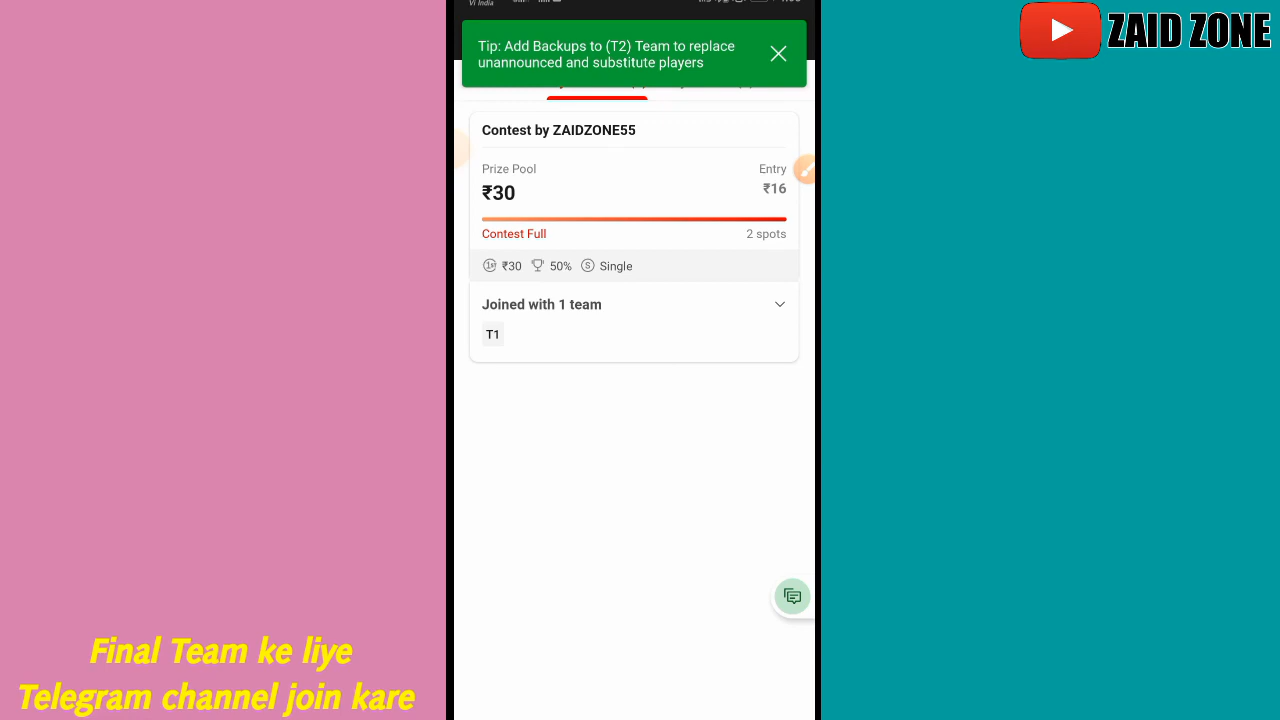 Vi India
ZAID ZONE
Tip: Add Backups to (T2) Team to replace
unannounced and substitute players
Contest by ZAIDZONE55
Prize Pool
Entry
₹30
₹16
Contest Full
2 spots
1st ₹30 50% S Single
Joined with 1 team
T1
Final Team ke liye
Telegram channel join kare